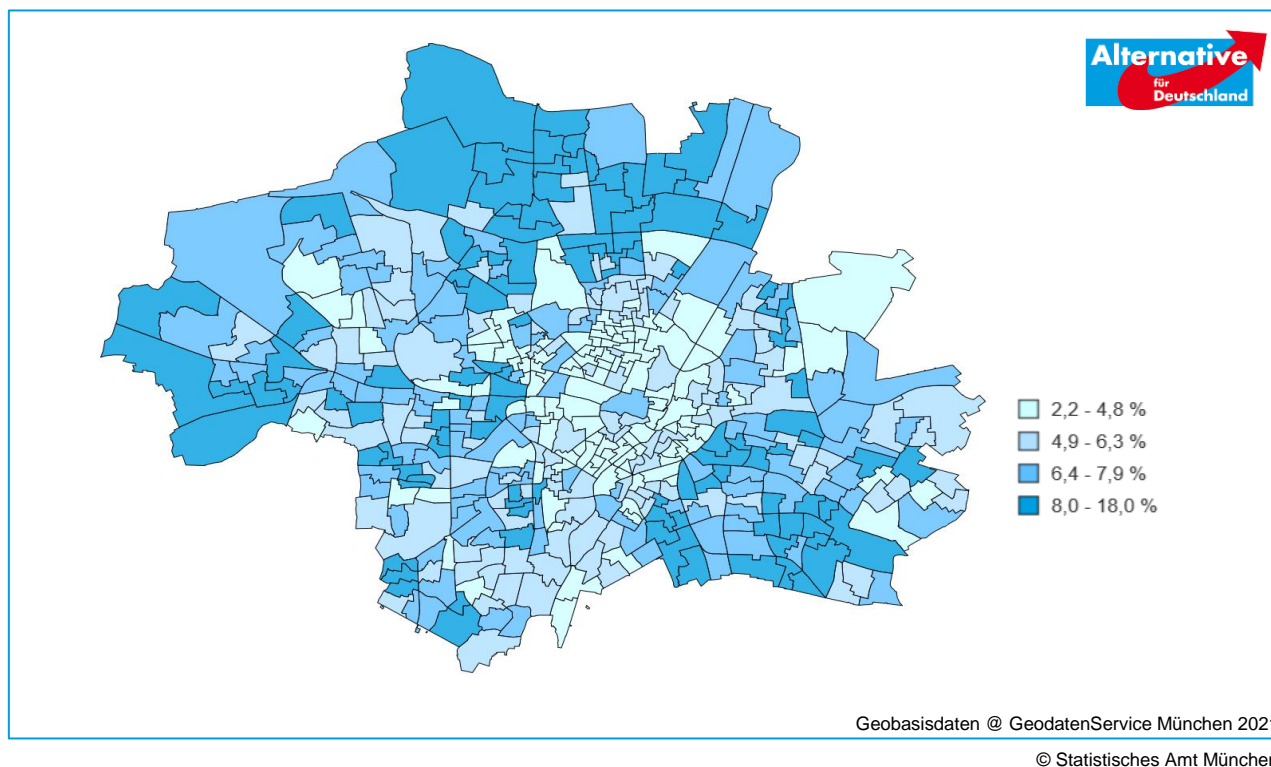 Alternative
für
Deutschland
2,2 - 4,8 %
4,9 - 6,3 %
6,4 - 7,9 %
8,0 - 18,0 %
Geobasisdaten @ GeodatenService München 202
© Statistisches Amt München